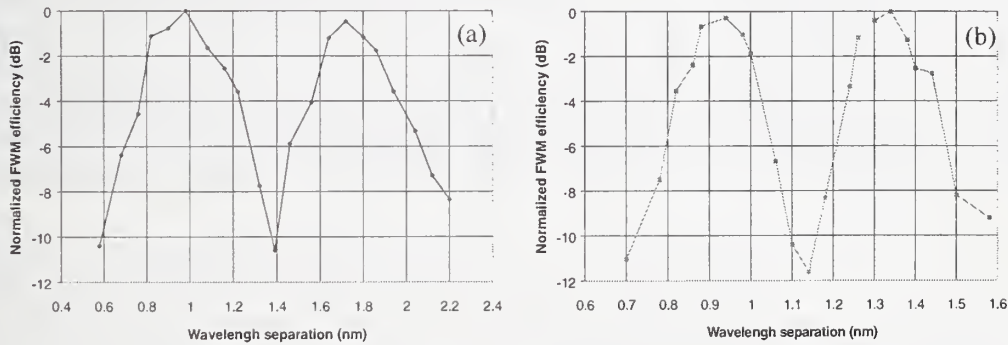 (a)
Normalized FWM efficiency (dB)
0
-2
-4
-6
-8
-10
-12
0.4 0.6 0.8 1 1.2 1.4 1.6 1.8 2 2.2 2.4
Wavelengh separation (nm)
(b)
Normalized FWM efficiency (dB)
0
-2
-4
-6
-8
-10
-12
0.6 0.7 0.8 0.9 1 1.1 1.2 1.3 1.4 1.5 1.6
Wavelengh separation (nm)